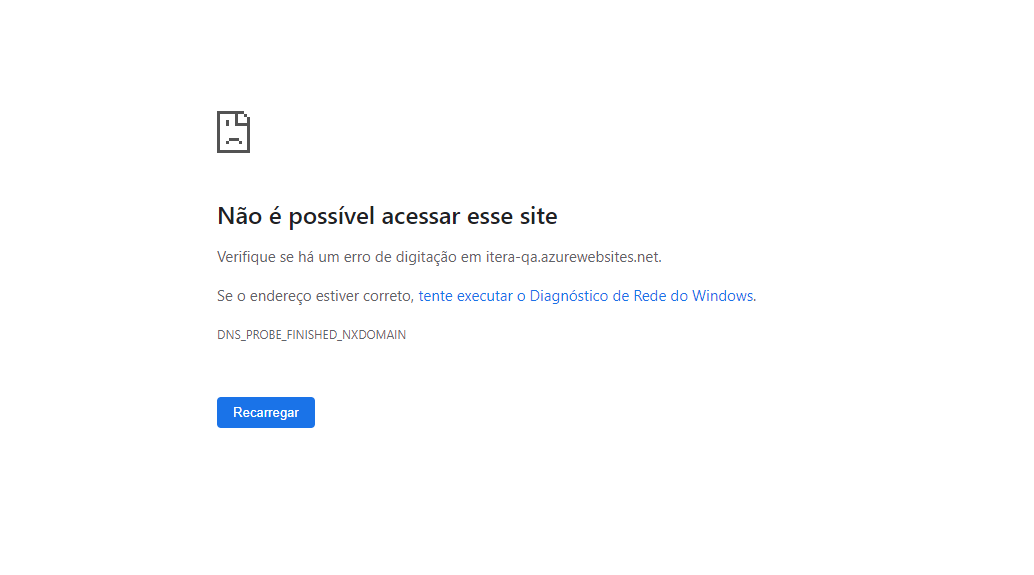 Não é possível acessar esse site
Verifique se há um erro de digitação em itera-qa.azurewebsites.net.
Se o endereço estiver correto, tente executar o Diagnóstico de Rede do Windows.
DNS_PROBE_FINISHED_NXDOMAIN
Recarregar